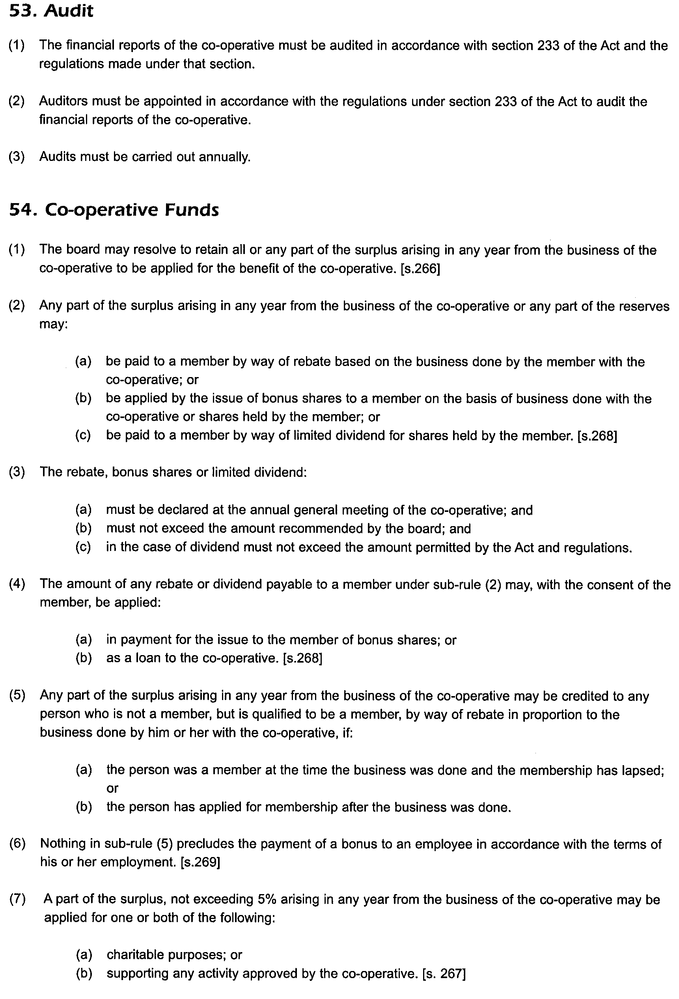 53. Audit
(1) The financial reports of the co-operative must be audited in accordance with section 233 of the Act and the
regulations made under that section.
(2) Auditors must be appointed in accordance with the regulations under section 233 of the Act to audit the
financial reports of the co-operative.
(3) Audits must be carried out annually.
54. Co-operative Funds
(1) The board may resolve to retain all or any part of the surplus arising in any year from the business of the
co-operative to be applied for the benefit of the co-operative. [s.266]
(2) Any part of the surplus arising in any year from the business of the co-operative or any part of the reserves
may:
(a) be paid to a member by way of rebate based on the business done by the member with the
co-operative; or
(b) be applied by the issue of bonus shares to a member on the basis of business done with the
co-operative or shares held by the member; or
(c) be paid to a member by way of limited dividend for shares held by the member. [s.268]
(3) The rebate, bonus shares or limited dividend:
(a) must be declared at the annual general meeting of the co-operative; and
(b) must not exceed the amount recommended by the board; and
(c) in the case of dividend must not exceed the amount permitted by the Act and regulations.
(4) The amount of any rebate or dividend payable to a member under sub-rule (2) may, with the consent of the
member, be applied:
(a) in payment for the issue to the member of bonus shares; or
(b) as a loan to the co-operative. [s.268]
(5) Any part of the surplus arising in any year from the business of the co-operative may be credited to any
person who is not a member, but is qualified to be a member, by way of rebate in proportion to the
business done by him or her with the co-operative, if:
(a) the person was a member at the time the business was done and the membership has lapsed;
or
(b) the person has applied for membership after the business was done.
(6) Nothing in sub-rule (5) precludes the payment of a bonus to an employee in accordance with the terms of
his or her employment. [s.269]
(7) A part of the surplus, not exceeding 5% arising in any year from the business of the co-operative may be
applied for one or both of the following:
(a) charitable purposes; or
(b) supporting any activity approved by the co-operative. [s. 267]